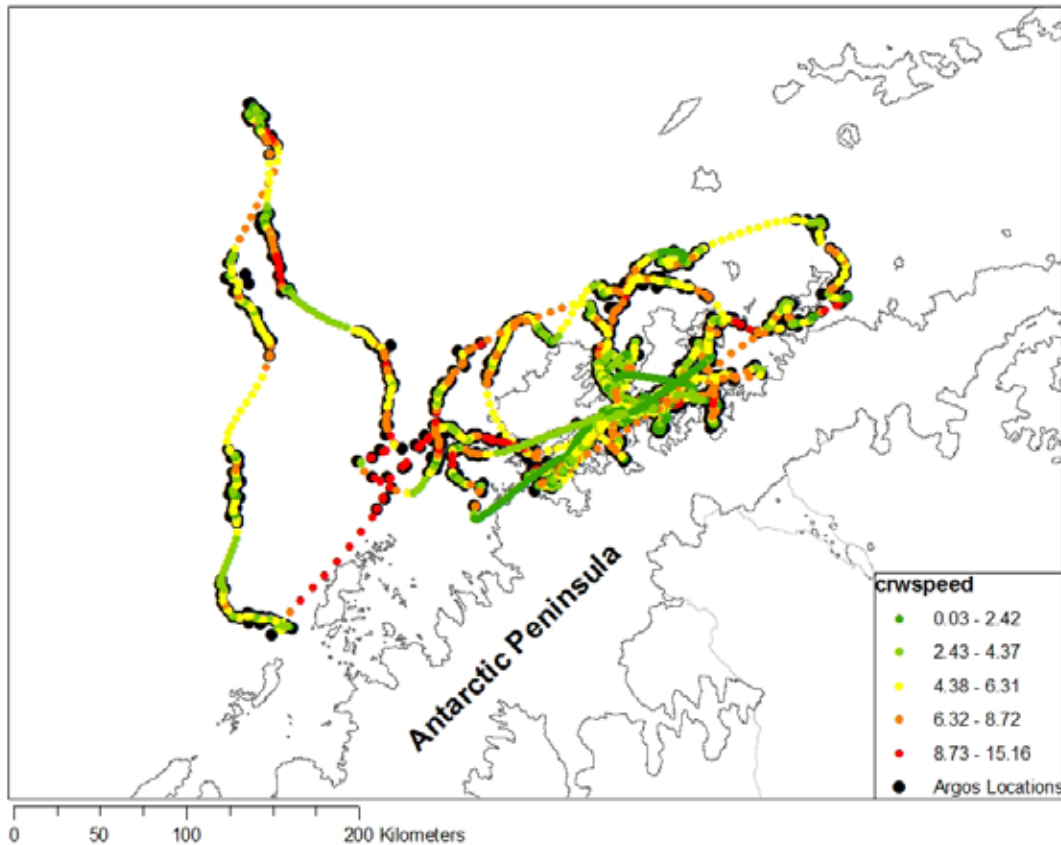 Antarctic Peninsula
crwspeed
0.03 - 2.42
2.43 - 4.37
4.38 - 6.31
6.32 - 8.72
8.73 - 15.16
Argos Locations
0 50 100 200 Kilometers